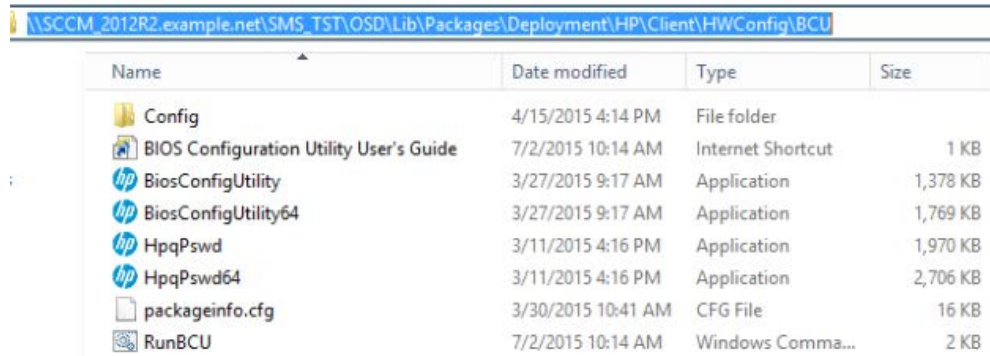 \\SCCM_2012R2.example.net\SMS_TST\OSD\Lib\Packages\Deployment\HP\Client\HWConfig\BCU
Name Date modified Type Size
Config 4/15/2015 4:14 PM File folder
BIOS Configuration Utility User's Guide 7/2/2015 10:14 AM Internet Shortcut 1 KB
hp BiosConfigUtility 3/27/2015 9:17 AM Application 1,378 KB
hp BiosConfigUtility64 3/27/2015 9:17 AM Application 1,769 KB
hp HpqPswd 3/11/2015 4:16 PM Application 1,970 KB
hp HpqPswd64 3/11/2015 4:16 PM Application 2,706 KB
packageinfo.cfg 3/30/2015 10:41 AM CFG File 16 KB
RunBCU 7/2/2015 10:14 AM Windows Comma... 2 KB